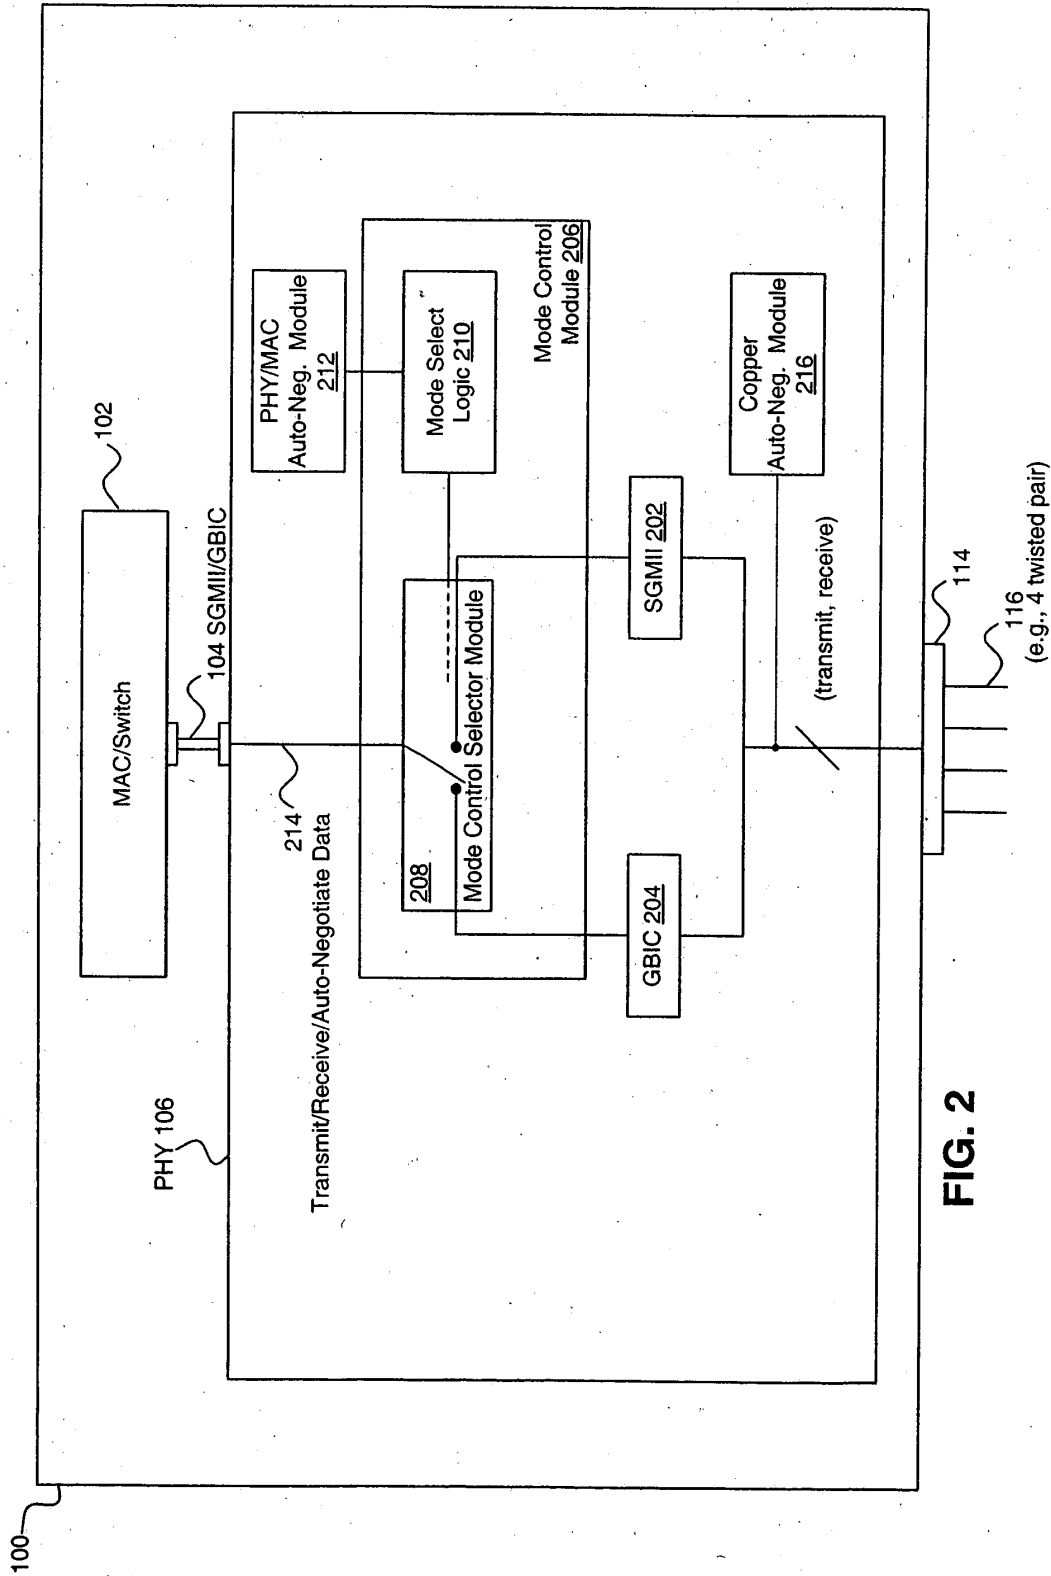 100
102
MAC/Switch
104 SGMII/GBIC
PHY 106
214
Transmit/Receive/Auto-Negotiate Data
PHY/MAC
Auto-Neg. Module
212
208
Mode Control Selector Module
Mode Select
Logic 210
Mode Control
Module 206
GBIC 204
SGMII 202
Copper
Auto-Neg. Module
216
(transmit, receive)
114
116
(e.g., 4 twisted pair)
FIG. 2